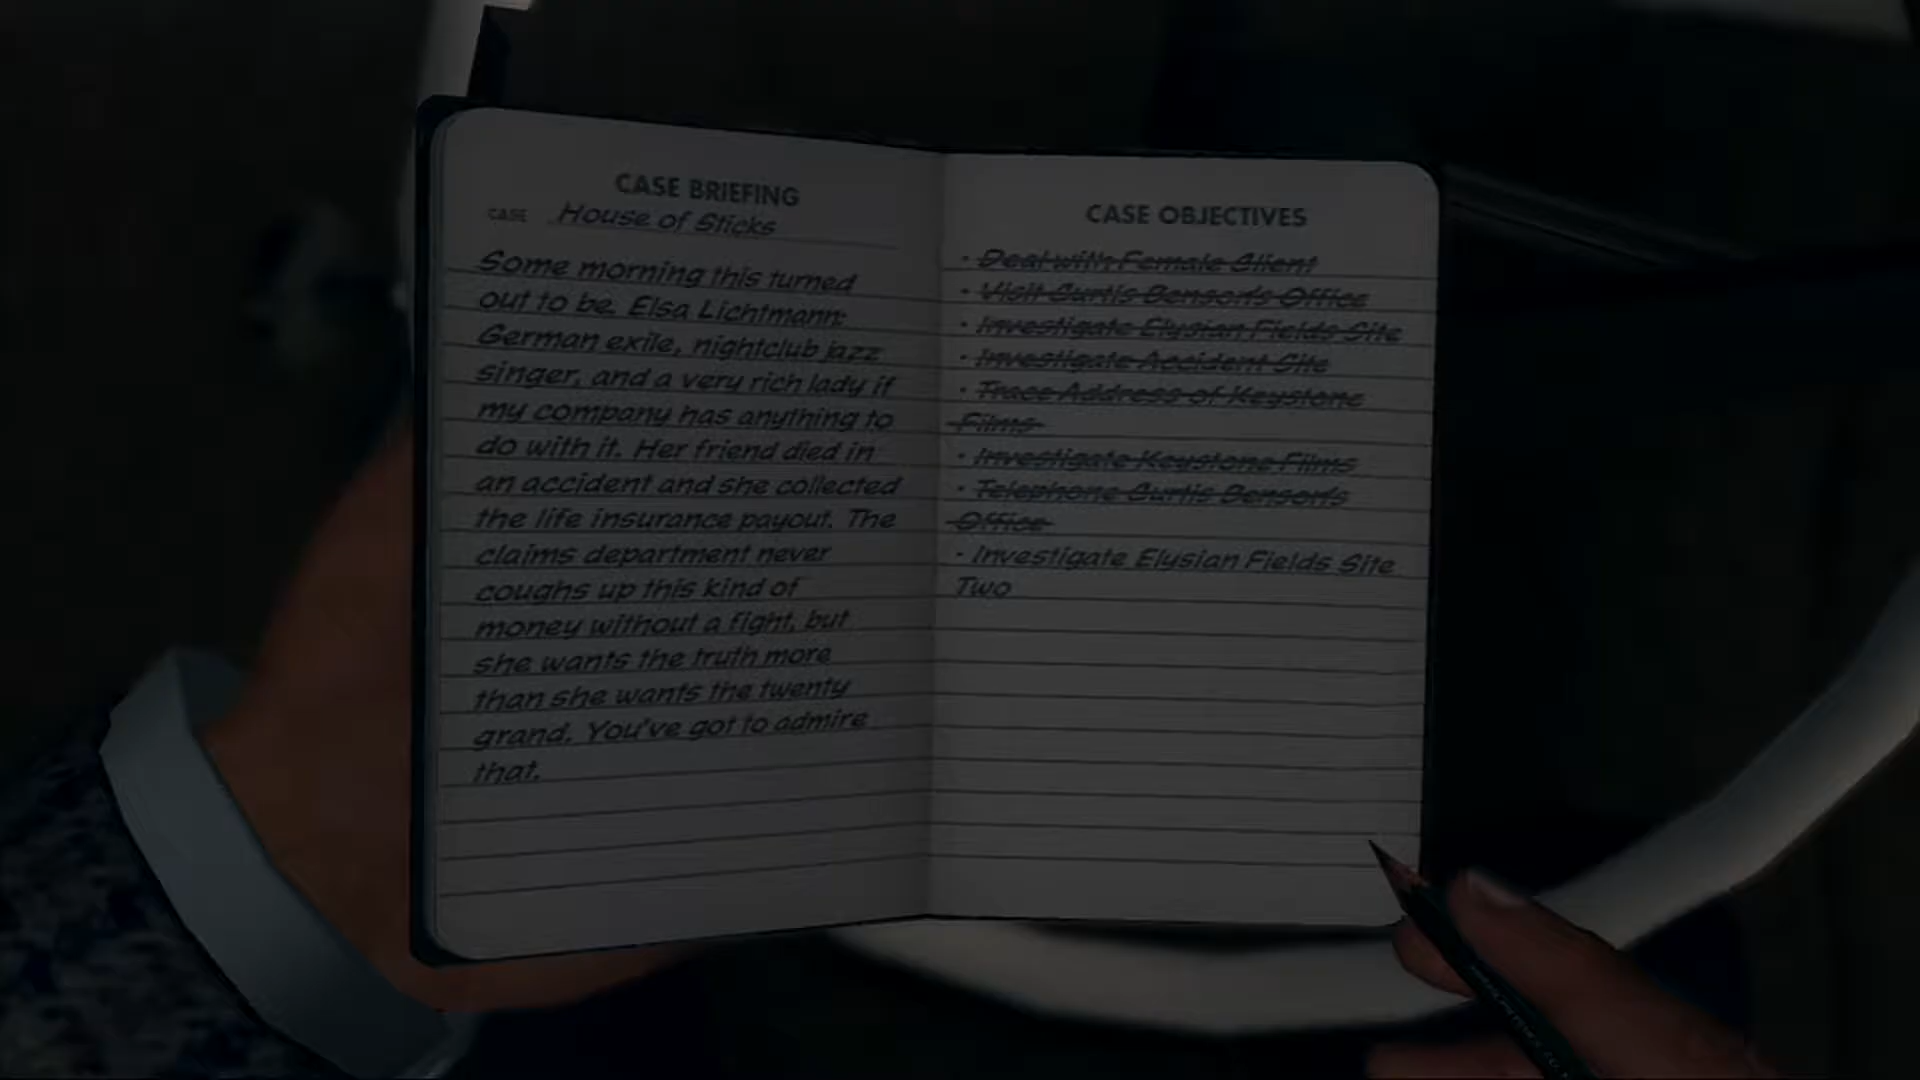 CASE BRIEFING
CASE House of Sticks
Some morning this turned
out to be. Elsa Lichtmann:
German exile, nightclub jazz
singer, and a very rich lady if
my company has anything to
do with it. Her friend died in
an accident and she collected
the life insurance payout. The
claims department never
coughs up this kind of
money without a fight, but
she wants the truth more
than she wants the twenty
grand. You've got to admire
that.
CASE OBJECTIVES
· Deal with Female Client
· Visit Curtis Benson's Office
· Investigate Elysian Fields Site
· Investigate Accident Site
· Trace Address of Keystone
Films
· Investigate Keystone Films
· Telephone Curtis Benson's
Office
· Investigate Elysian Fields Site
Two